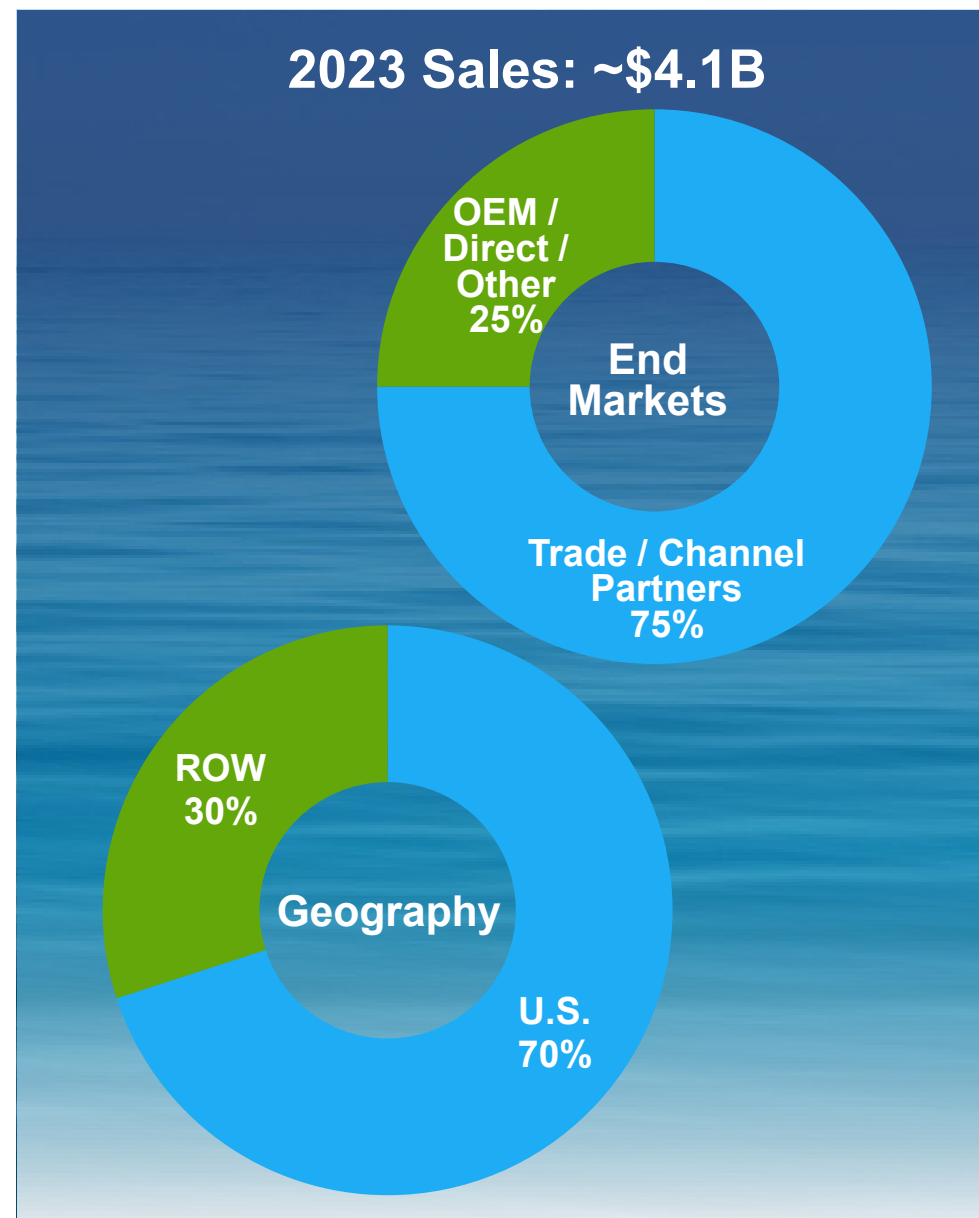 2023 Sales: ~$4.1B
OEM /
Direct /
Other
25%
End
Markets
Trade / Channel
Partners
75%
ROW
30%
Geography
U.S.
70%